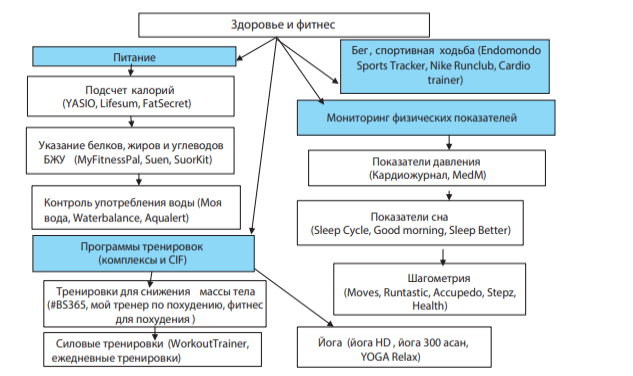 Здоровье и фитнес
Питание
Подсчет калорий
(YASIO, Lifesum, FatSecret)
Указание белков, жиров и углеводов
БЖУ (MyFitnessPal, Suen, SuorKit)
Контроль употребления воды (Моя
вода, Waterbalance, Aqualert)
Программы тренировок
(комплексы и CIF)
Тренировки для снижения массы тела
(#BS365, мой тренер по похудению, фитнес
для похудения )
Силовые тренировки (WorkoutTrainer,
ежедневные тренировки)
Бег , спортивная ходьба (Endomondo
Sports Tracker, Nike Runclub, Cardio
trainer)
Мониторинг физических показателей
Показатели давления
(Кардиожурнал, MedM)
Показатели сна
(Sleep Cycle, Good morning, Sleep Better)
Шагометрия
(Moves, Runtastic, Accupedo, Stepz,
Health)
Йога (йога HD , йога 300 асан,
YOGA Relax)